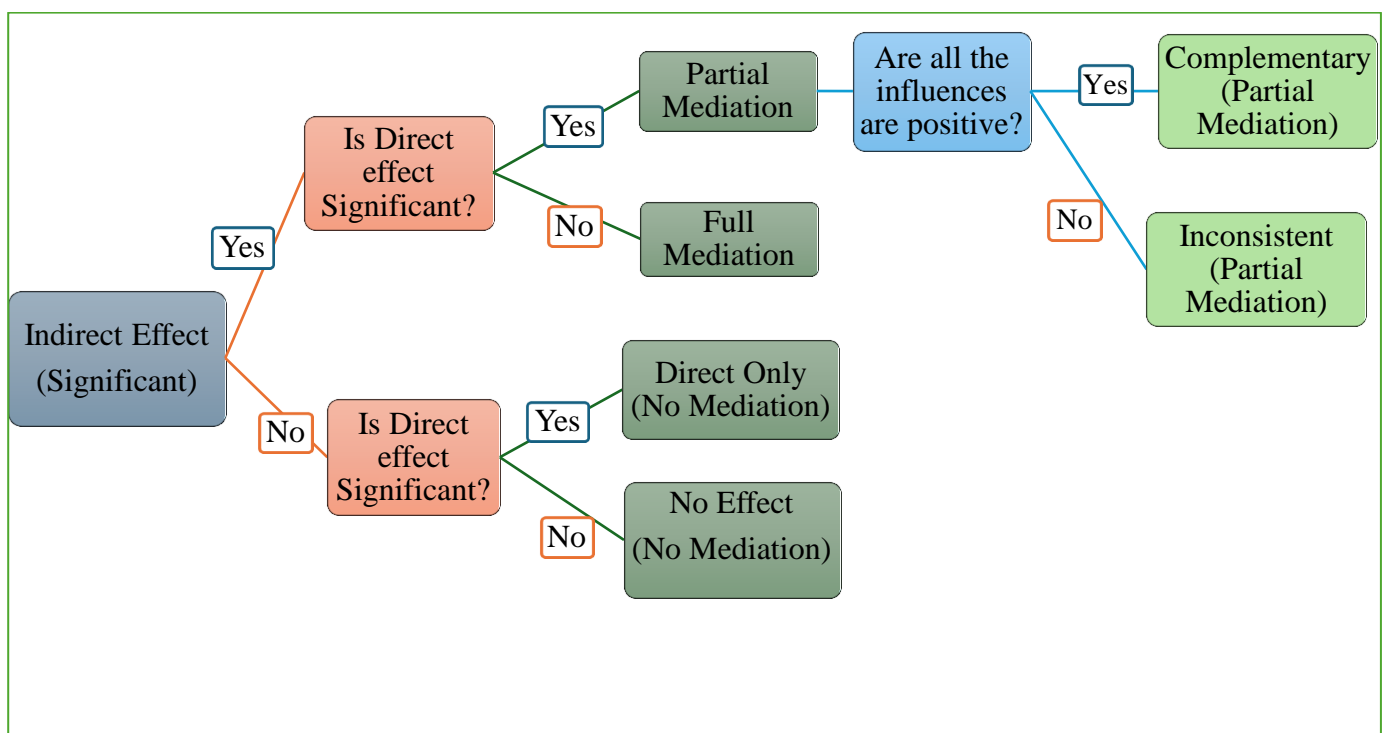 Indirect Effect
(Significant)
Yes
No
Is Direct
effect
Significant?
Yes
No
Is Direct
effect
Significant?
Yes
No
Partial
Mediation
Full
Mediation
Direct Only
(No Mediation)
No Effect
(No Mediation)
Are all the
influences
are positive?
Yes
No
Complementary
(Partial
Mediation)
Inconsistent
(Partial
Mediation)